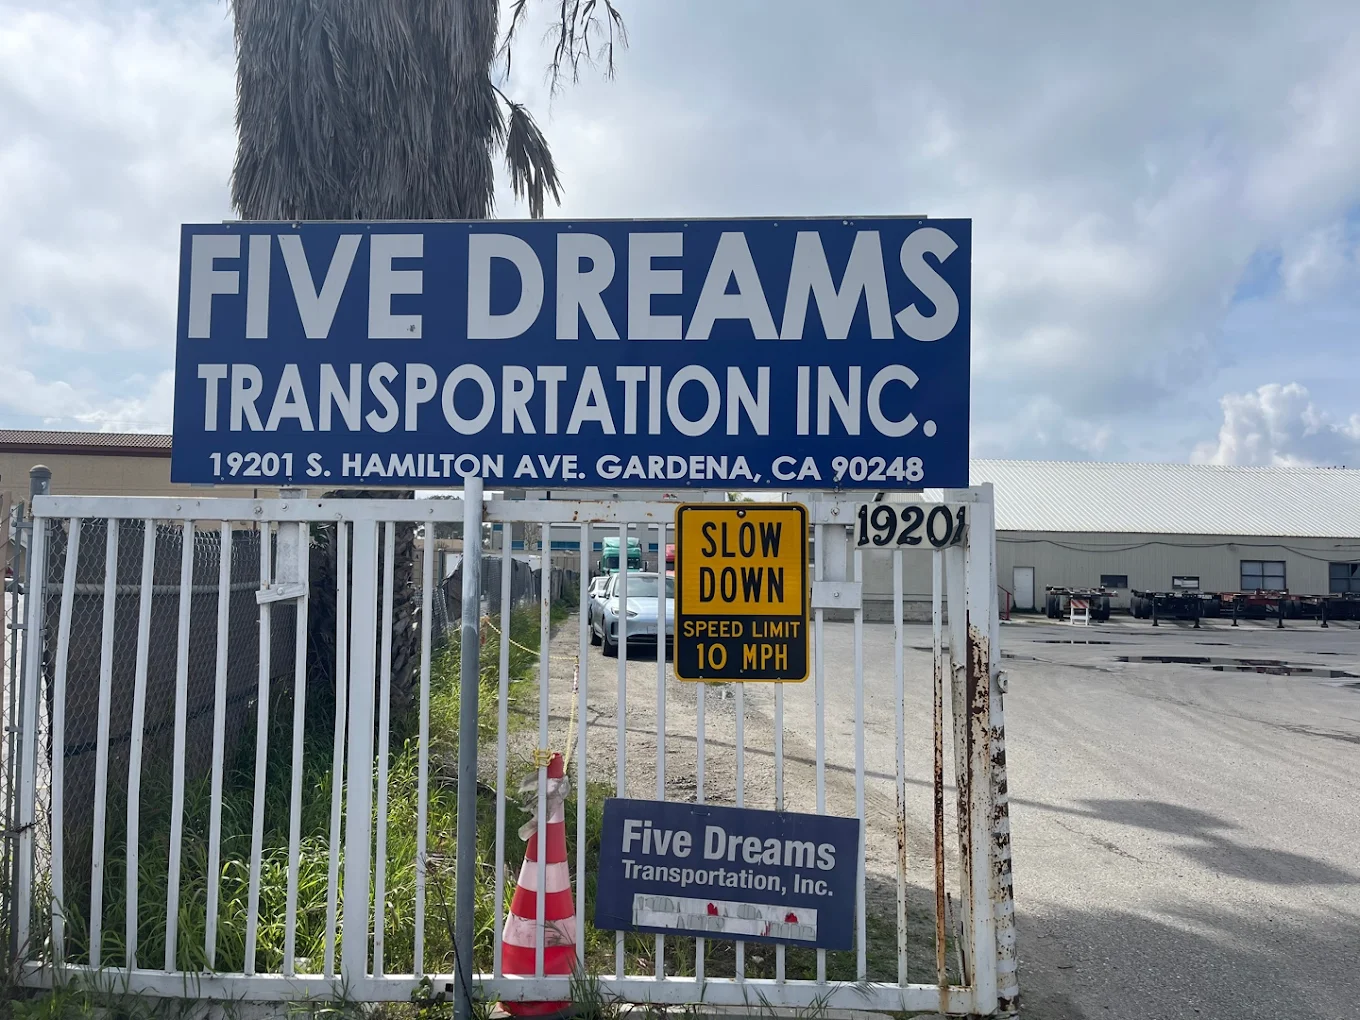 FIVE DREAMS
TRANSPORTATION INC.
19201 S. HAMILTON AVE. GARDENA, CA 90248
19201
SLOW
DOWN
SPEED LIMIT
10 MPH
Five Dreams
Transportation, Inc.